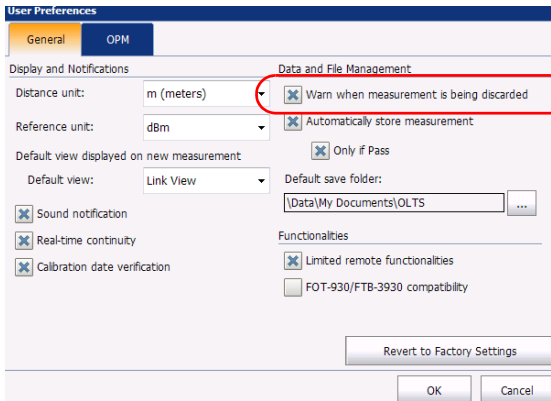 User Preferences
General
OPM
Display and Notifications
Distance unit:
m (meters)
Reference unit:
dBm
Default view displayed on new measurement
Default view:
Link View
Sound notification
Real-time continuity
Calibration date verification
Data and File Management
Warn when measurement is being discarded
Automatically store measurement
Only if Pass
Default save folder:
\Data\My Documents\OLTS
...
Functionalities
Limited remote functionalities
FOT-930/FTB-3930 compatibility
Revert to Factory Settings
OK
Cancel